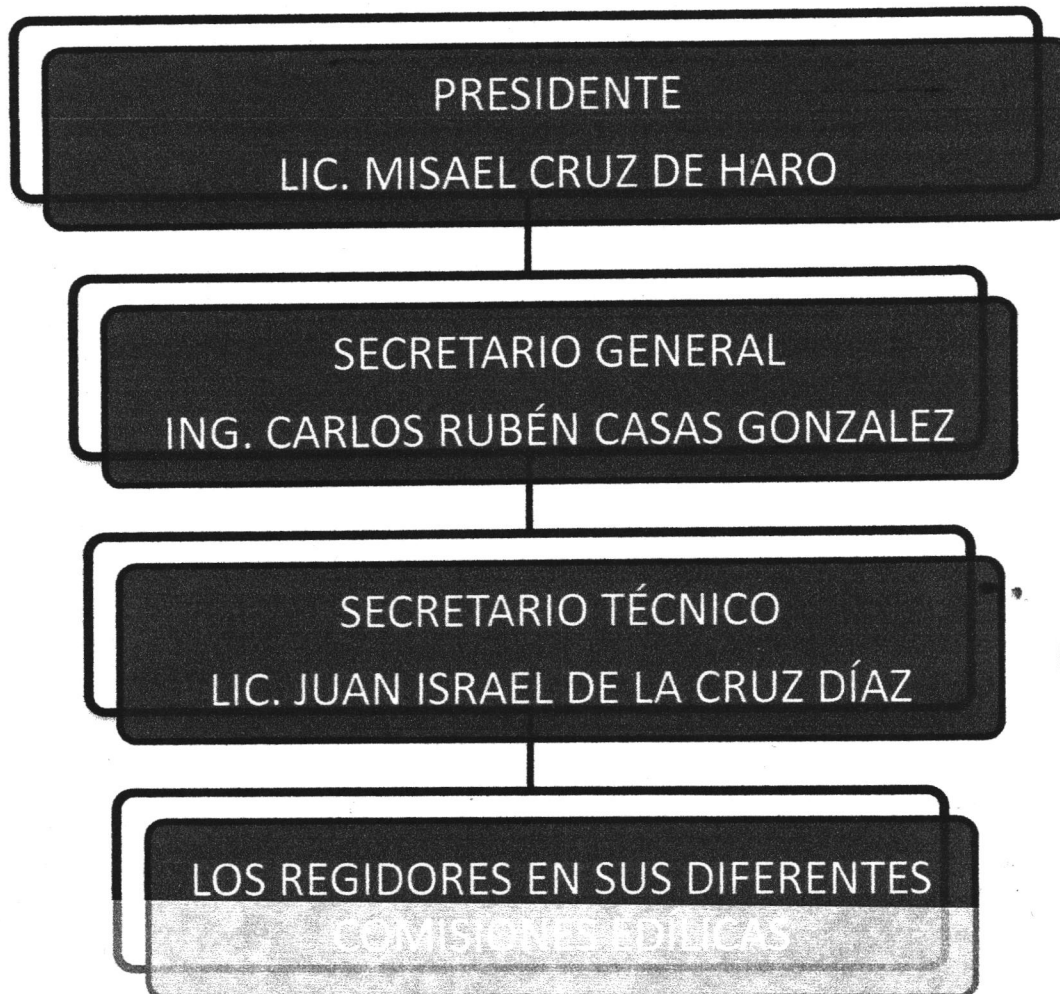 PRESIDENTE
LIC. MISAEL CRUZ DE HARO
SECRETARIO GENERAL
ING. CARLOS RUBÉN CASAS GONZALEZ
SECRETARIO TÉCNICO
LIC. JUAN ISRAEL DE LA CRUZ DÍAZ
LOS REGIDORES EN SUS DIFERENTES
COMISIONES EDÍLICAS